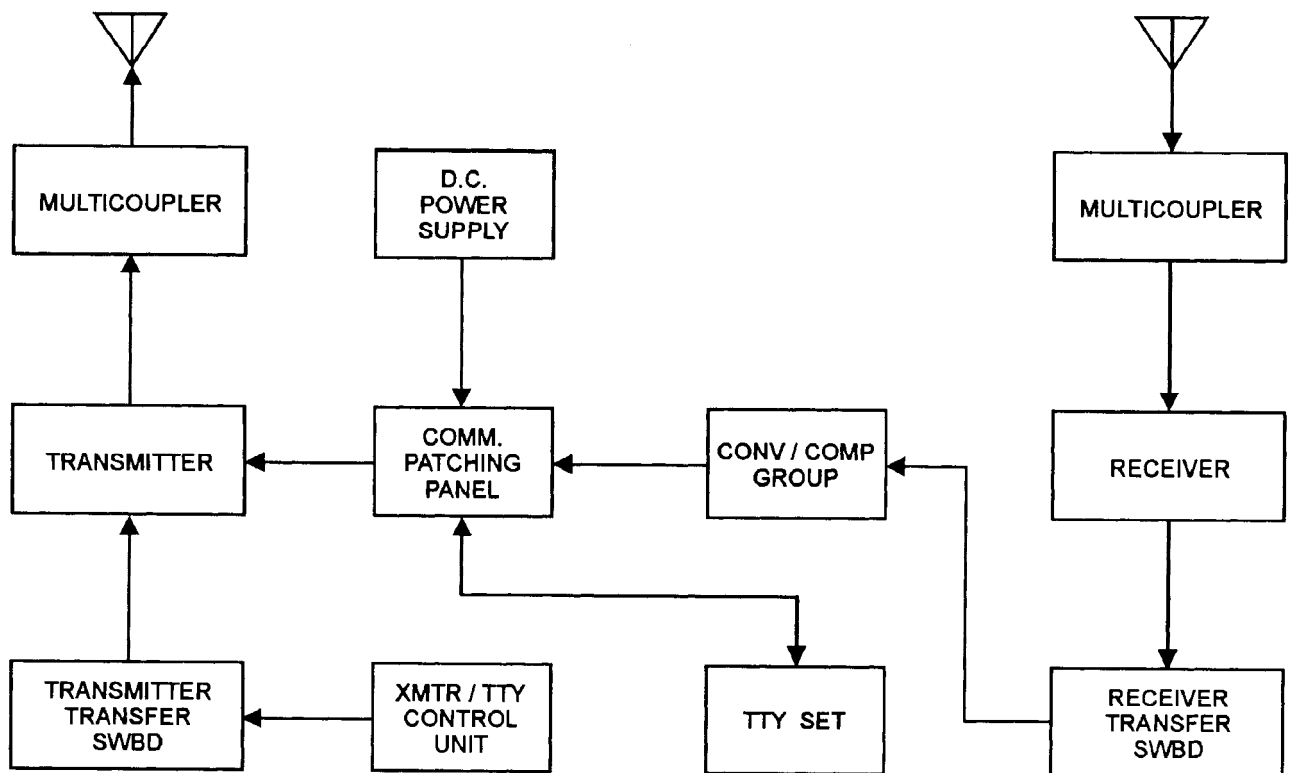 MULTICOUPLER
D.C.
POWER
SUPPLY
MULTICOUPLER
TRANSMITTER
COMM.
PATCHING
PANEL
CONV / COMP
GROUP
RECEIVER
TRANSMITTER
TRANSFER
SWBD
XMTR / TTY
CONTROL
UNIT
TTY SET
RECEIVER
TRANSFER
SWBD